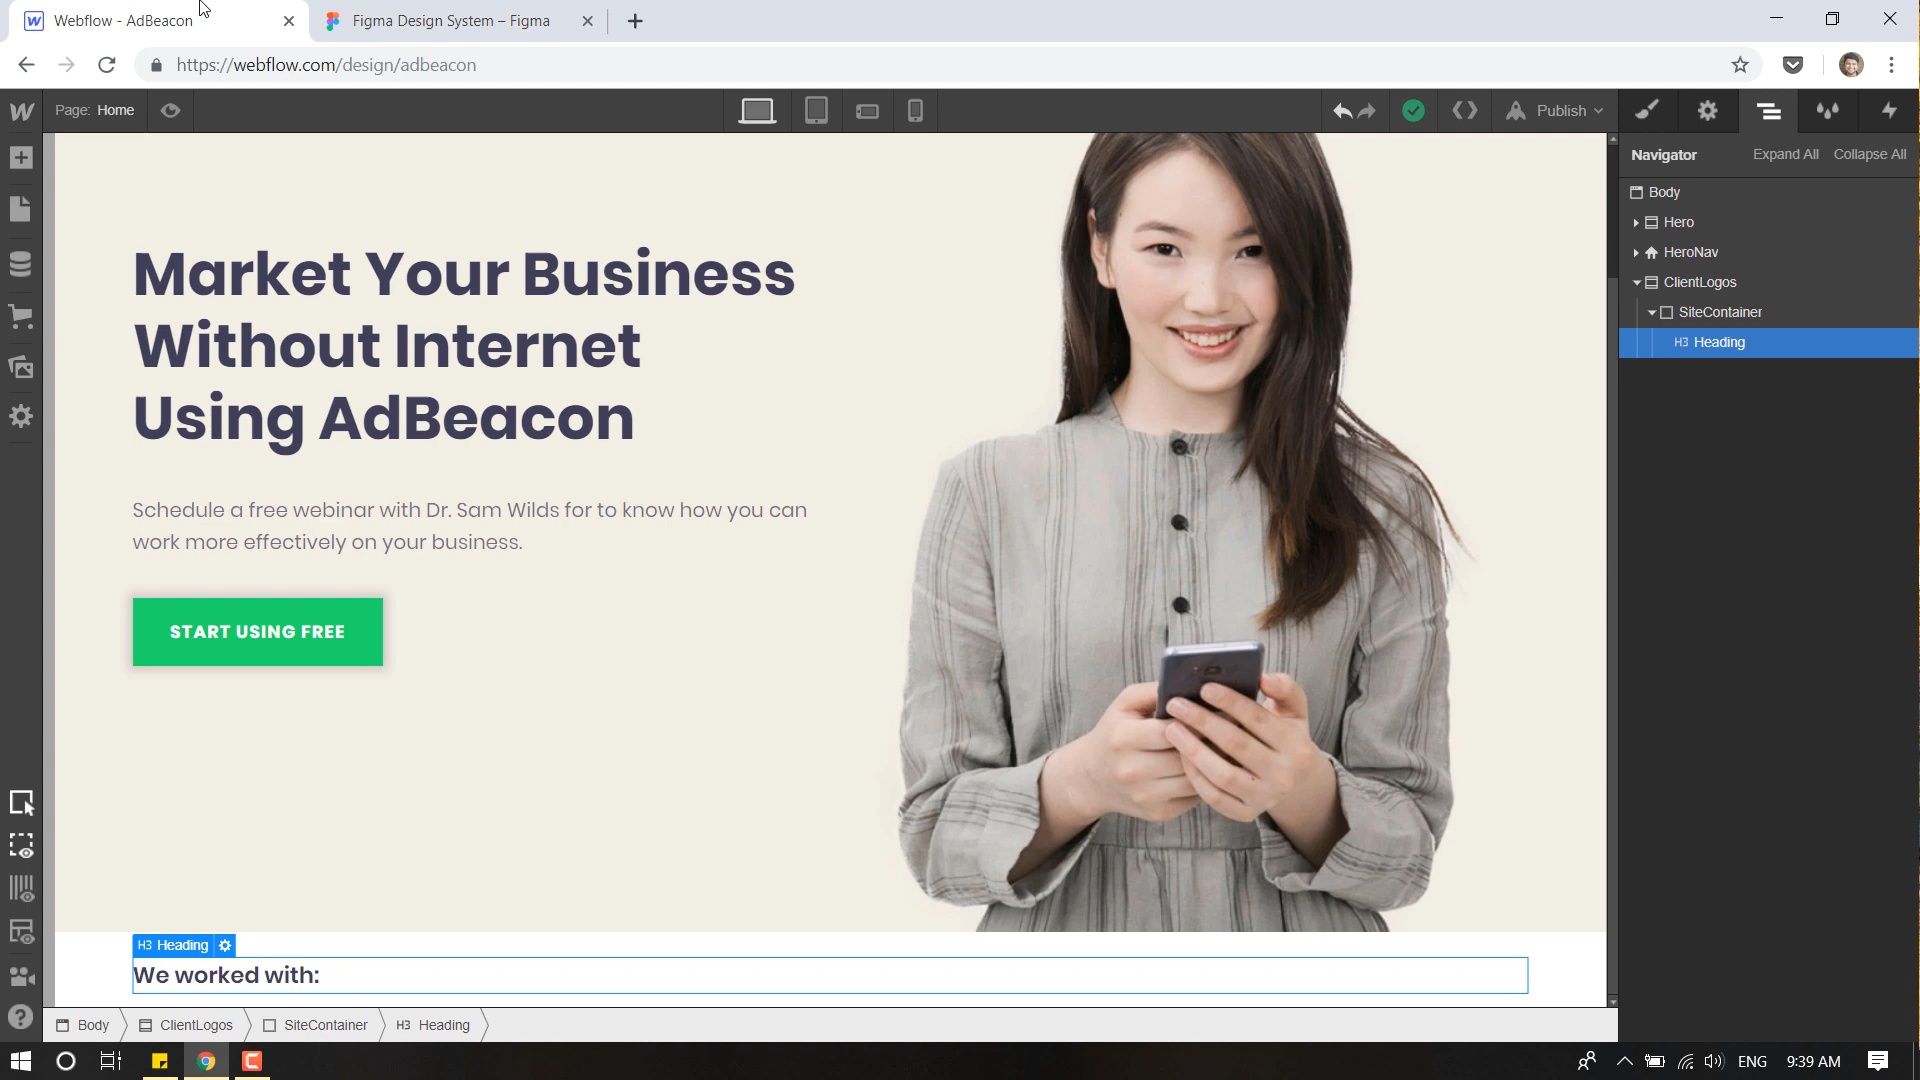 Webflow - AdBeacon
Figma Design System – Figma
https://webflow.com/design/adbeacon
Page: Home
Publish
Navigator
Expand All
Collapse All
Body
Hero
HeroNav
ClientLogos
SiteContainer
H3 Heading
Market Your Business
Without Internet
Using AdBeacon
Schedule a free webinar with Dr. Sam Wilds for to know how you can
work more effectively on your business.
START USING FREE
H3 Heading
We worked with:
Body
ClientLogos
SiteContainer
H3 Heading
ENG
9:39 AM